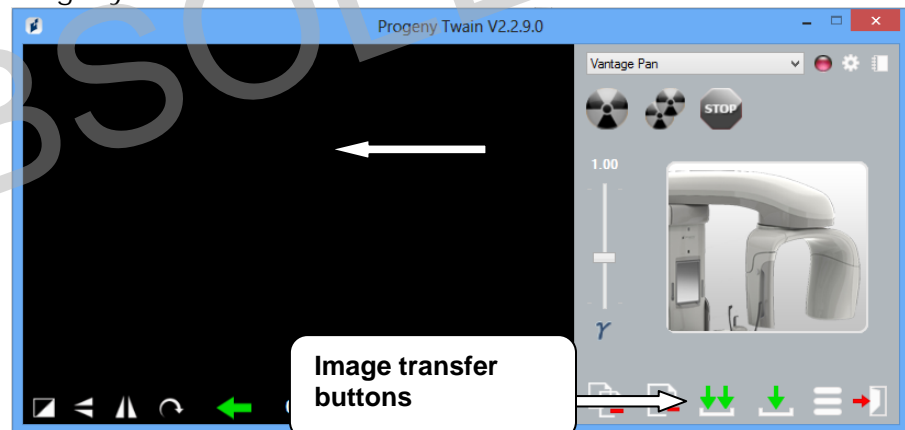 Progeny Twain V2.2.9.0
Vantage Pan
STOP
1.00
γ
Image transfer
buttons